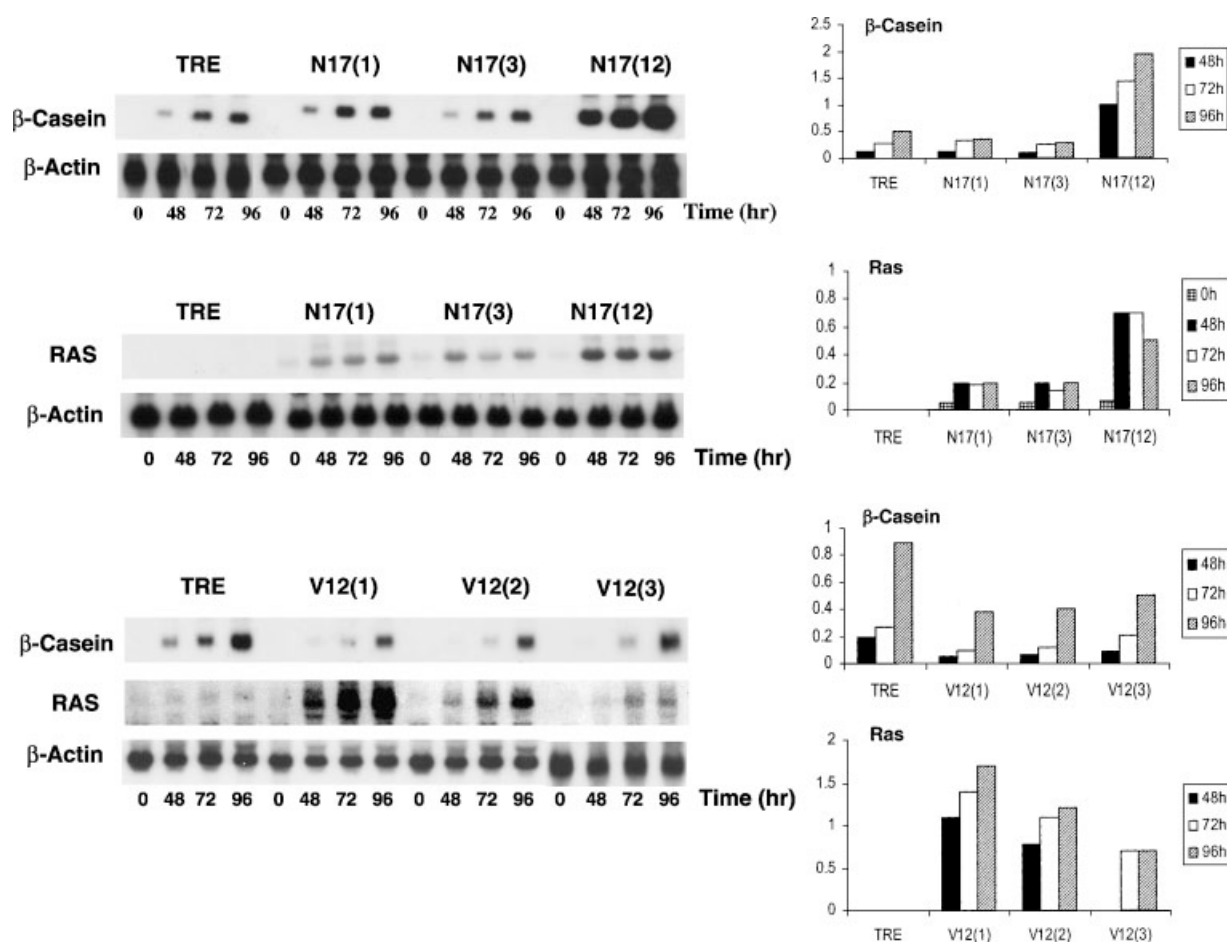 TRE N17(1) N17(3) N17(12)
β-Casein
β-Actin
0 48 72 96 0 48 72 96 0 48 72 96 0 48 72 96 Time (hr)
β-Casein
2.5
2
1.5
1
0.5
0
TRE N17(1) N17(3) N17(12)
48h
72h
96h
TRE N17(1) N17(3) N17(12)
RAS
β-Actin
0 48 72 96 0 48 72 96 0 48 72 96 0 48 72 96 Time (hr)
Ras
1
0.8
0.6
0.4
0.2
0
TRE N17(1) N17(3) N17(12)
0h
48h
72h
96h
TRE V12(1) V12(2) V12(3)
β-Casein
RAS
β-Actin
0 48 72 96 0 48 72 96 0 48 72 96 0 48 72 96 Time (hr)
β-Casein
1
0.8
0.6
0.4
0.2
0
TRE V12(1) V12(2) V12(3)
48h
72h
96h
Ras
2
1.5
1
0.5
0
TRE V12(1) V12(2) V12(3)
48h
72h
96h